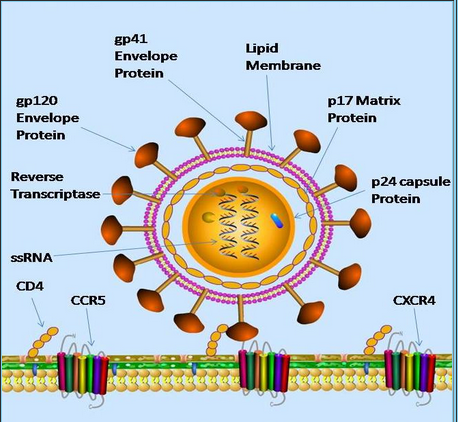 gp41
Envelope
Protein
Lipid
Membrane
gp120
Envelope
Protein
p17 Matrix
Protein
Reverse
Transcriptase
p24 capsule
Protein
ssRNA
CD4
CCR5
CXCR4